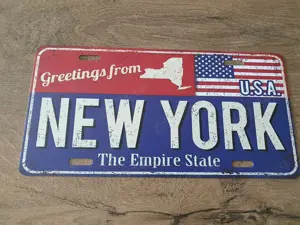 Greetings from
U.S.A.
NEW YORK
The Empire State